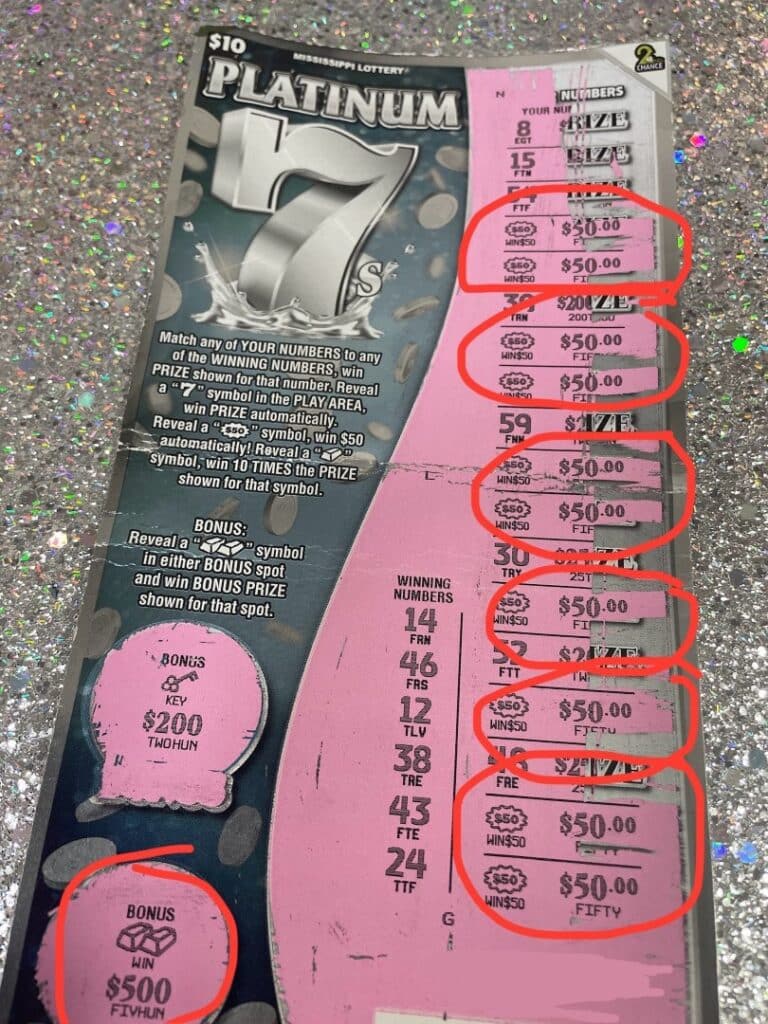 $10
MISSISSIPPI LOTTERY
2ND CHANCE
PLATINUM
7s
Match any of YOUR NUMBERS to any
of the WINNING NUMBERS, win
PRIZE shown for that number. Reveal
a "7" symbol in the PLAY AREA,
win PRIZE automatically.
Reveal a "$50" symbol, win $50
automatically! Reveal a " "
symbol, win 10 TIMES the PRIZE
shown for that symbol.
BONUS:
Reveal a " " symbol
in either BONUS spot
and win BONUS PRIZE
shown for that spot.
BONUS
KEY
$200
TWOHUN
BONUS
WIN
$500
FIVHUN
WINNING
NUMBERS
14
FRN
46
FRS
12
TLV
38
TRE
43
FTE
24
TTF
N
NUMBERS
YOUR
8
EGT
15
FTN
54
FTF
$50 $50.00
WIN$50
$50 $50.00
WIN$50
39 $200
TRN
$50 $50.00
WIN$50
$50 $50.00
WIN$50
59
FNN
$50 $50.00
WIN$50
$50 $50.00
WIN$50
30
TRY
$50 $50.00
WIN$50
52
FTT
$50 $50.00
WIN$50 FIFTY
48
FRE
$50 $50.00
WIN$50
$50 $50.00
WIN$50 FIFTY
L
G